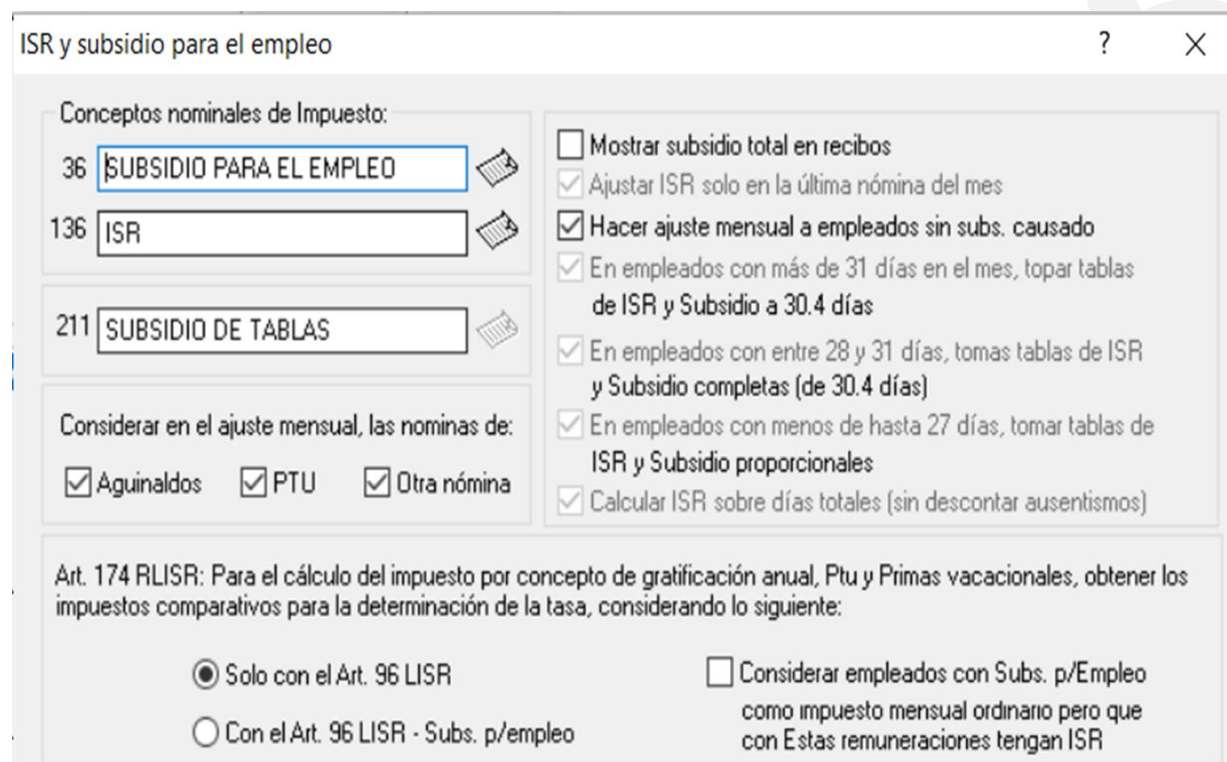 ISR y subsidio para el empleo ? ×
Conceptos nominales de Impuesto:
36 SUBSIDIO PARA EL EMPLEO
136 ISR
211 SUBSIDIO DE TABLAS
Considerar en el ajuste mensual, las nominas de:
Aguinaldos PTU Otra nómina
Mostrar subsidio total en recibos
Ajustar ISR solo en la última nómina del mes
Hacer ajuste mensual a empleados sin subs. causado
En empleados con más de 31 días en el mes, topar tablas
de ISR y Subsidio a 30.4 días
En empleados con entre 28 y 31 días, tomas tablas de ISR
y Subsidio completas (de 30.4 días)
En empleados con menos de hasta 27 días, tomar tablas de
ISR y Subsidio proporcionales
Calcular ISR sobre días totales (sin descontar ausentismos)
Art. 174 RLISR: Para el cálculo del impuesto por concepto de gratificación anual, Ptu y Primas vacacionales, obtener los
impuestos comparativos para la determinación de la tasa, considerando lo siguiente:
Solo con el Art. 96 LISR
Con el Art. 96 LISR - Subs. p/empleo
Considerar empleados con Subs. p/Empleo
como impuesto mensual ordinario pero que
con Estas remuneraciones tengan ISR